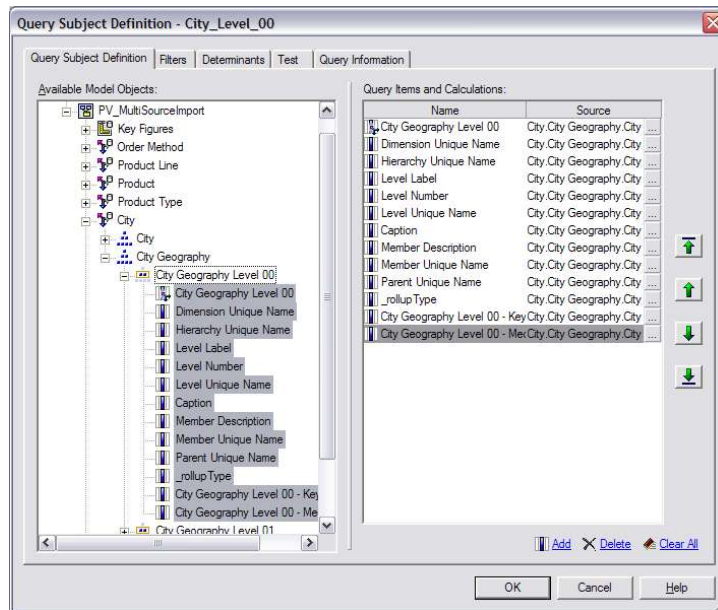 Query Subject Definition - City_Level_00
Query Subject Definition Filters Determinants Test Query Information
Available Model Objects:
PV_MultiSourceImport
Key Figures
Order Method
Product Line
Product
Product Type
City
City
City Geography
City Geography Level 00
City Geography Level 00
Dimension Unique Name
Hierarchy Unique Name
Level Label
Level Number
Level Unique Name
Caption
Member Description
Member Unique Name
Parent Unique Name
_rollupType
City Geography Level 00 - Key
City Geography Level 00 - Me
City Geography Level 01
Query Items and Calculations:
Name Source
City Geography Level 00 City.City Geography.City ...
Dimension Unique Name City.City Geography.City ...
Hierarchy Unique Name City.City Geography.City ...
Level Label City.City Geography.City ...
Level Number City.City Geography.City ...
Level Unique Name City.City Geography.City ...
Caption City.City Geography.City ...
Member Description City.City Geography.City ...
Member Unique Name City.City Geography.City ...
Parent Unique Name City.City Geography.City ...
_rollupType City.City Geography.City ...
City Geography Level 00 - Key City.City Geography.City ...
City Geography Level 00 - Me City.City Geography.City ...
Add Delete Clear All
OK Cancel Help